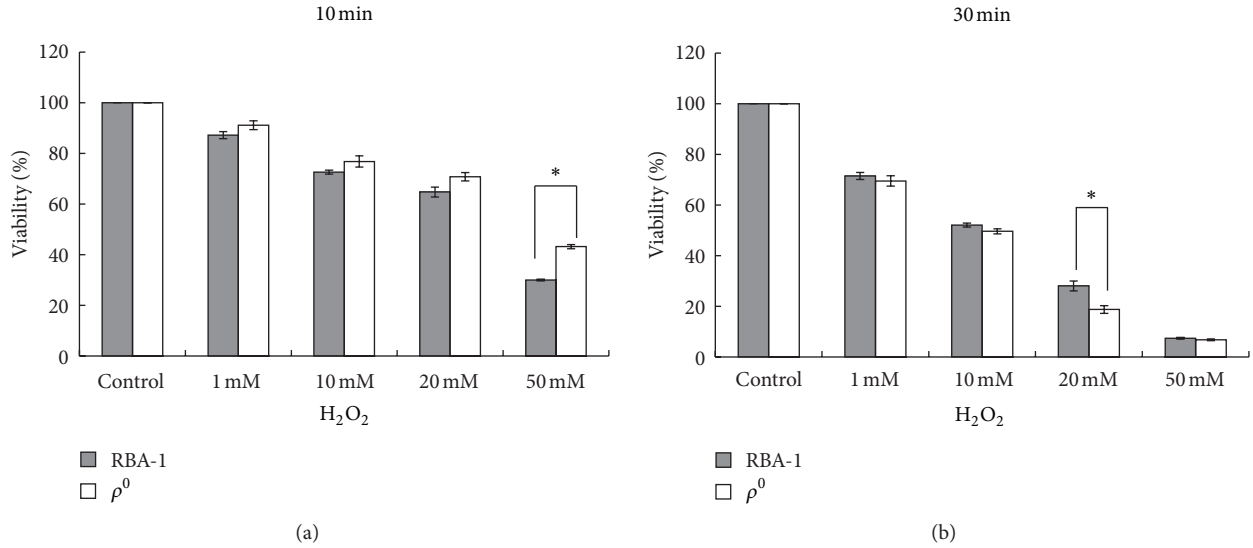 10 min
120
100
80
60
40
20
0
Viability (%)
*
Control 1 mM 10 mM 20 mM 50 mM
H₂O₂
RBA-1
ρ⁰
(a)
30 min
120
100
80
60
40
20
0
Viability (%)
*
Control 1 mM 10 mM 20 mM 50 mM
H₂O₂
RBA-1
ρ⁰
(b)